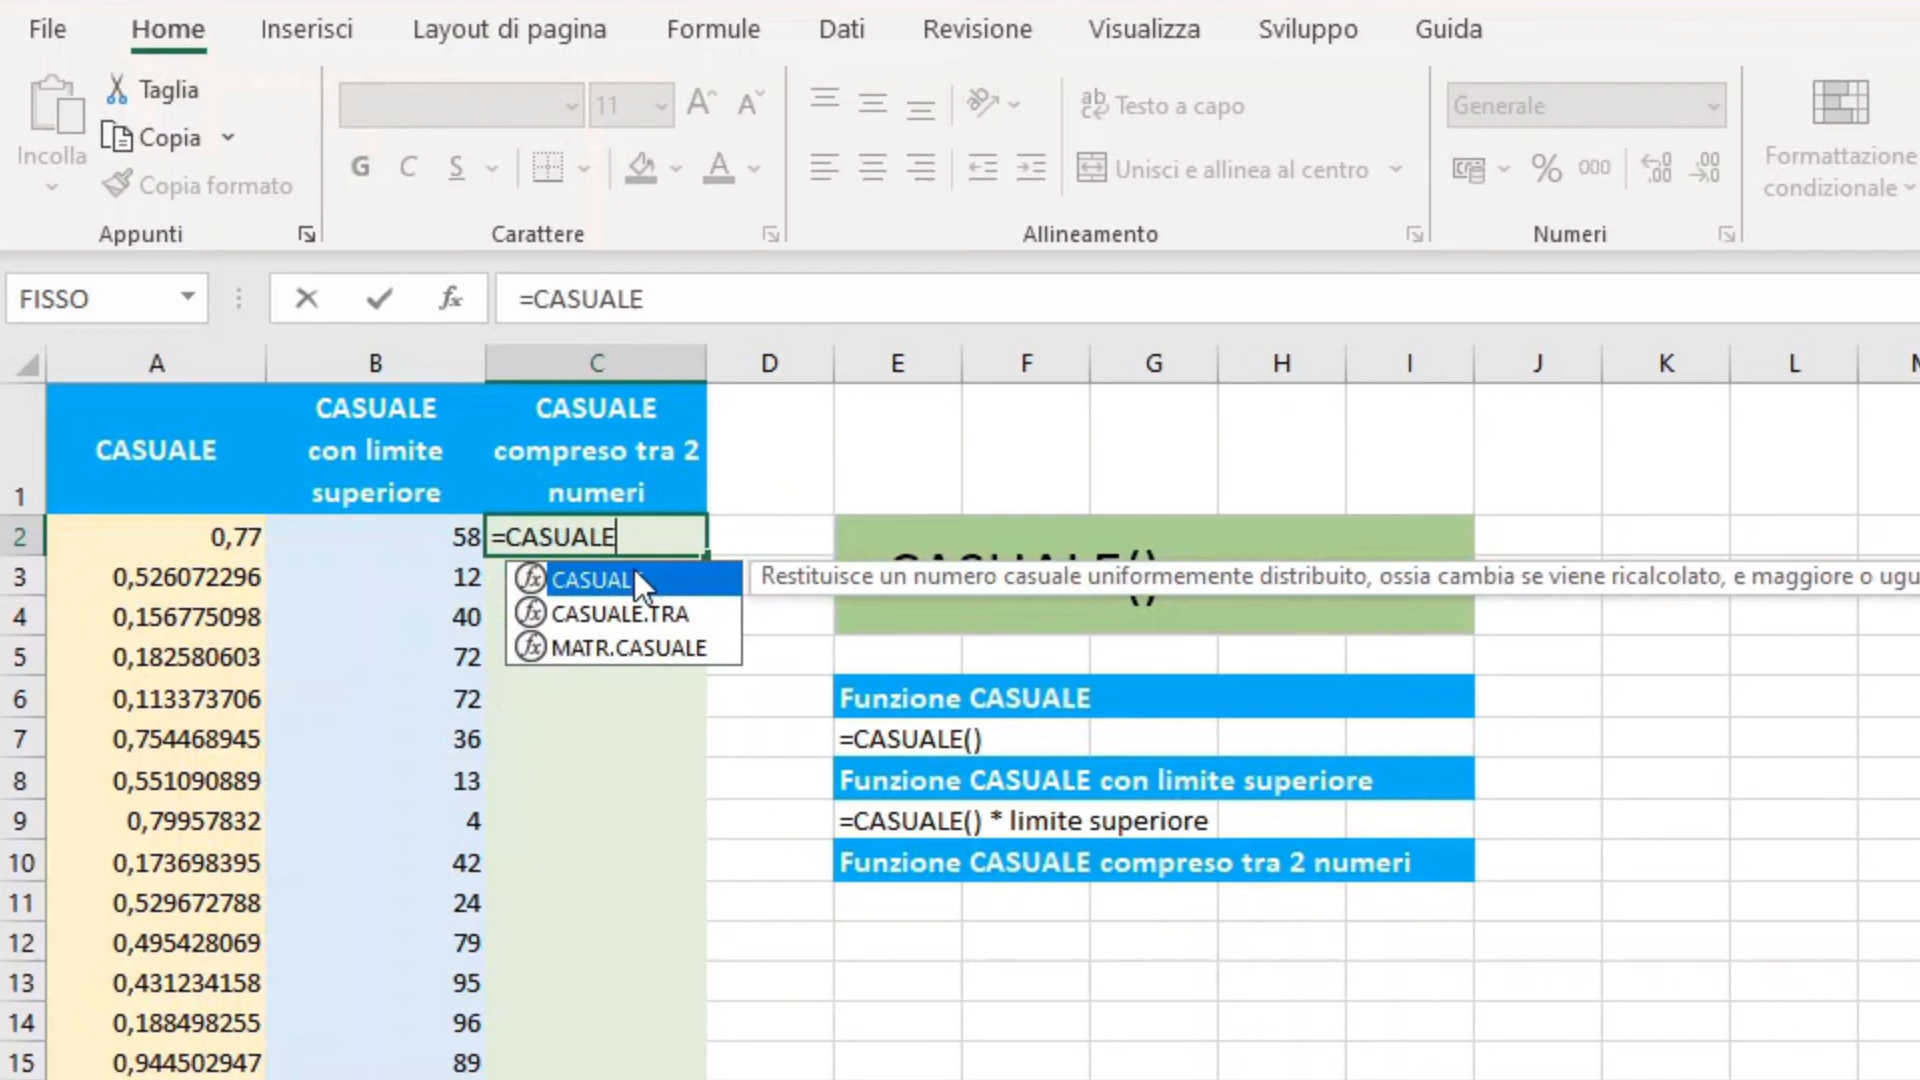 File Home Inserisci Layout di pagina Formule Dati Revisione Visualizza Sviluppo Guida
Incolla
Taglia
Copia
Copia formato
Appunti
11
A A
G C S A
Carattere
ab Testo a capo
Unisci e allinea al centro
Allineamento
Generale
% 000
Numeri
Formattazione
condizionale
FISSO fx =CASUALE
A B C D E F G H I J K L
1 CASUALE
CASUALE
con limite
superiore
CASUALE
compreso tra 2
numeri
2 0,77 58 =CASUALE
CASUALE()
fx CASUAL
fx CASUALE.TRA
fx MATR.CASUALE
Restituisce un numero casuale uniformemente distribuito, ossia cambia se viene ricalcolato, e maggiore o ugu
3 0,526072296 12
4 0,156775098 40
5 0,182580603 72
6 0,113373706 72 Funzione CASUALE
7 0,754468945 36 =CASUALE()
8 0,551090889 13 Funzione CASUALE con limite superiore
9 0,79957832 4 =CASUALE() * limite superiore
10 0,173698395 42 Funzione CASUALE compreso tra 2 numeri
11 0,529672788 24
12 0,495428069 79
13 0,431234158 95
14 0,188498255 96
15 0,944502947 89